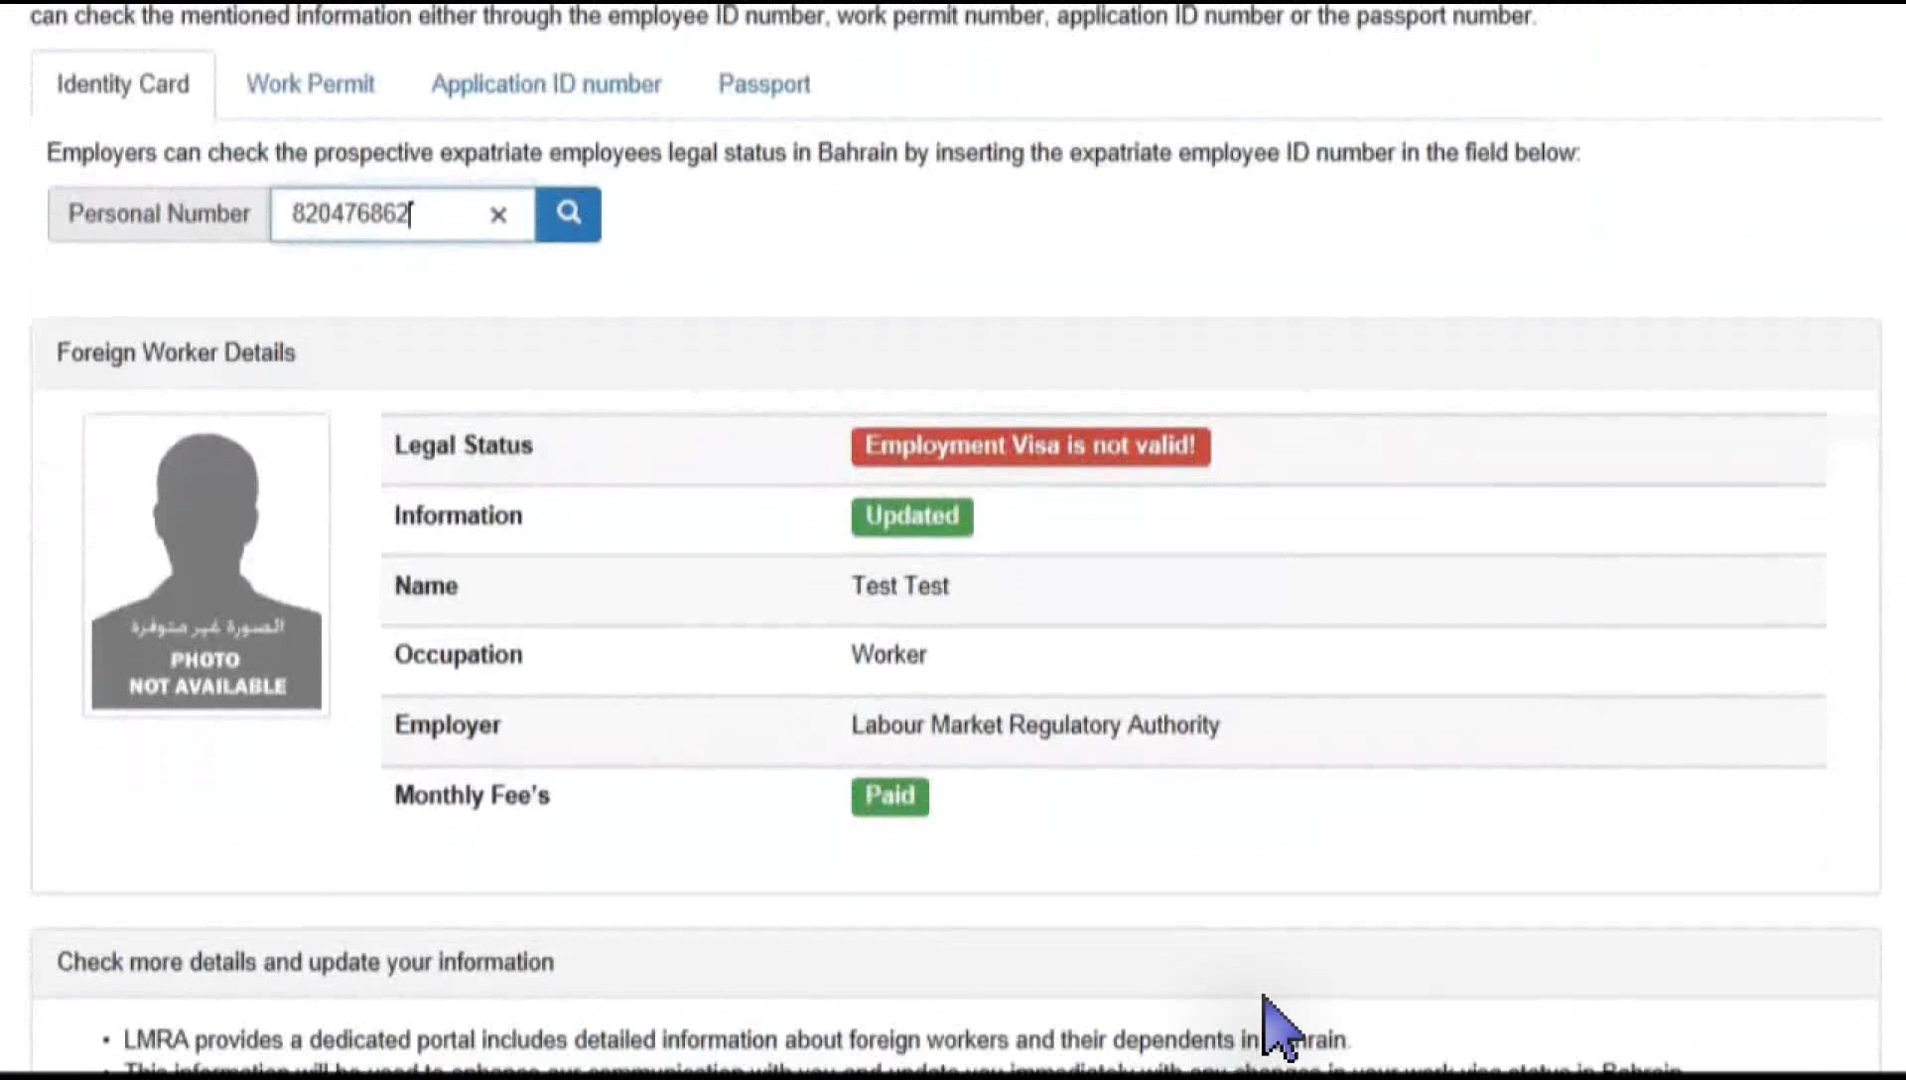 can check the mentioned information either through the employee ID number, work permit number, application ID number or the passport number.
Identity Card Work Permit Application ID number Passport
Employers can check the prospective expatriate employees legal status in Bahrain by inserting the expatriate employee ID number in the field below:
Personal Number 820476862
Foreign Worker Details
Legal Status Employment Visa is not valid!
Information Updated
Name Test Test
الصورة غير متوفرة
PHOTO
NOT AVAILABLE
Occupation Worker
Employer Labour Market Regulatory Authority
Monthly Fee's Paid
Check more details and update your information
• LMRA provides a dedicated portal includes detailed information about foreign workers and their dependents in